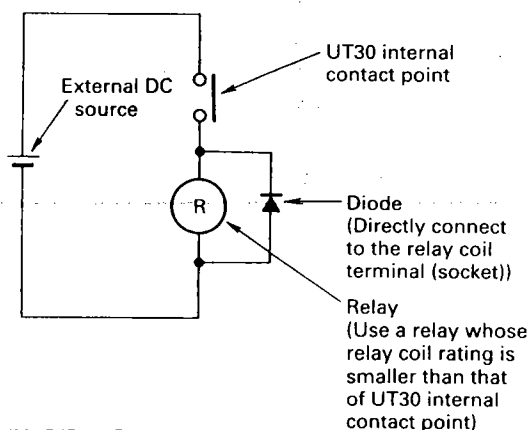 UT30 internal
contact point
External DC
source
R
Diode
(Directly connect
to the relay coil
terminal (socket))
Relay
(Use a relay whose
relay coil rating is
smaller than that
of UT30 internal
contact point)